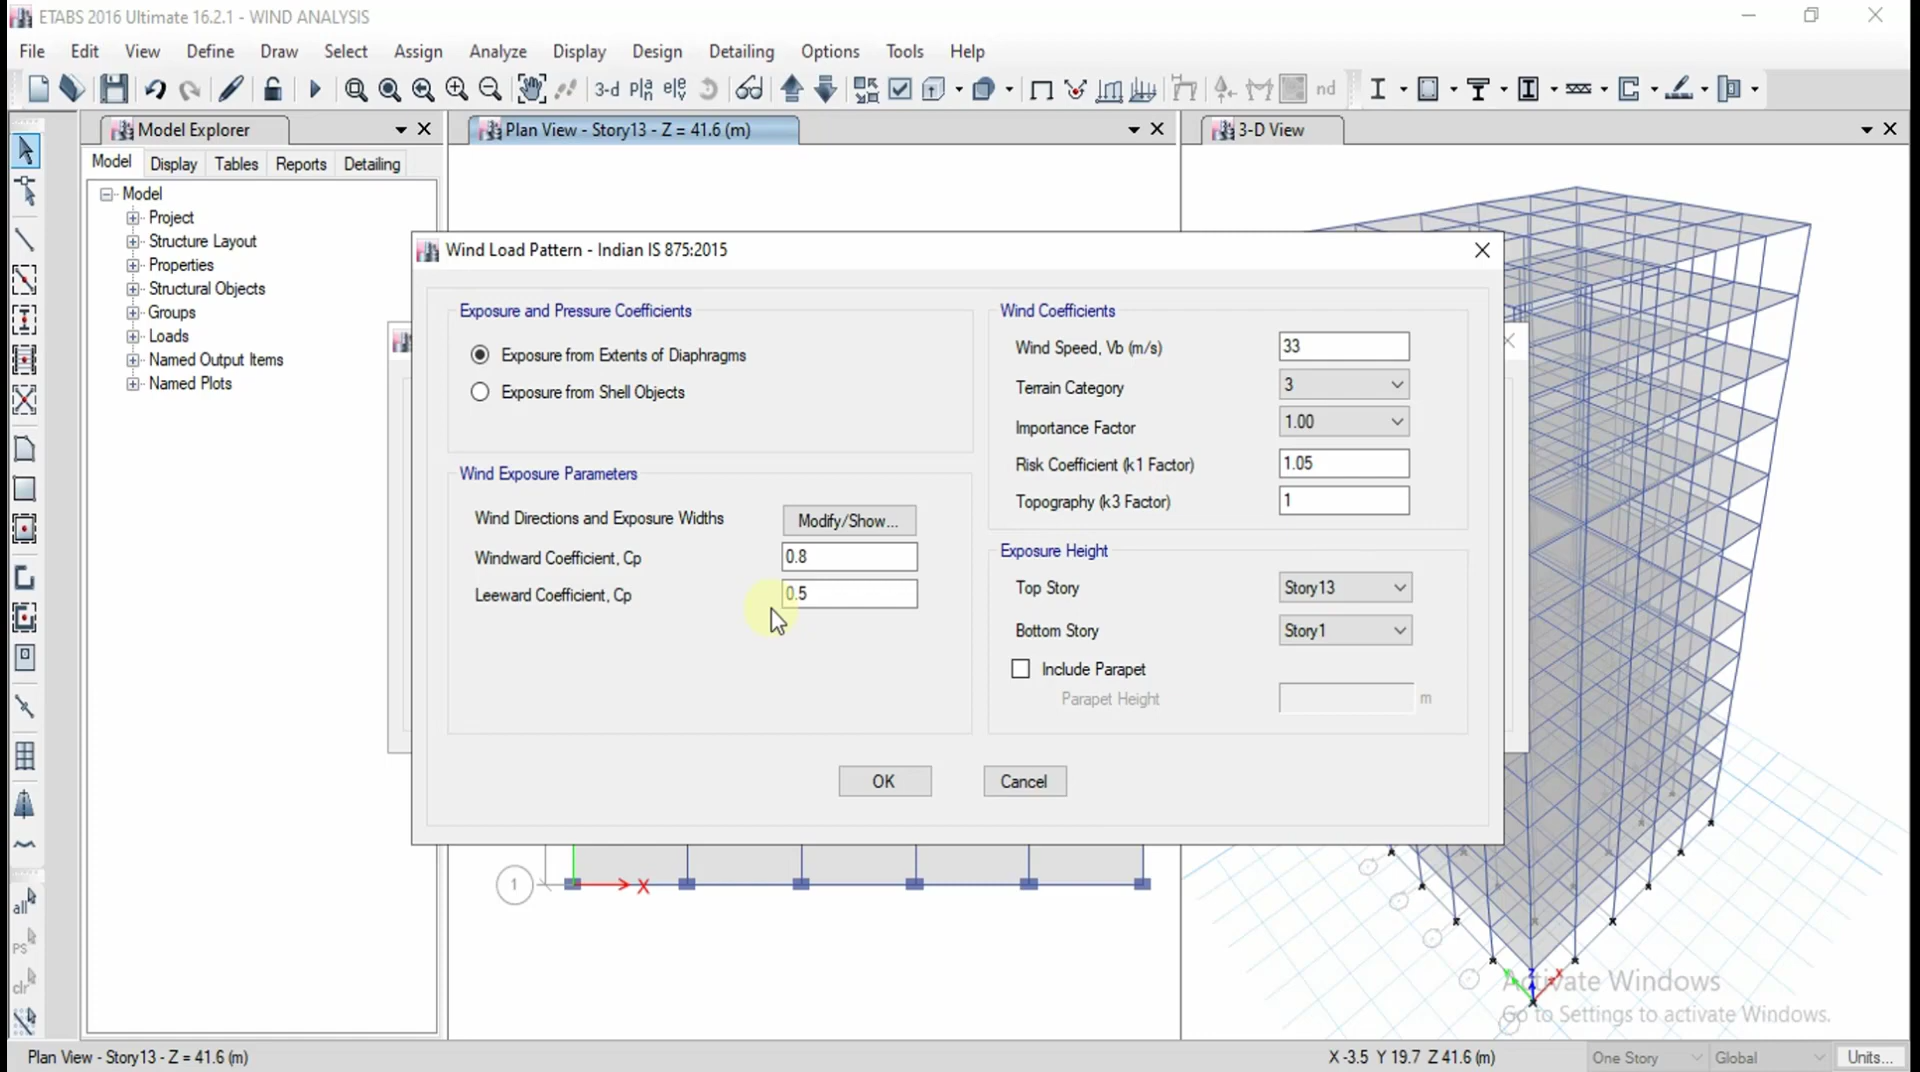 ETABS 2016 Ultimate 16.2.1 - WIND ANALYSIS
File Edit View Define Draw Select Assign Analyze Display Design Detailing Options Tools Help
3-d pla ele nd
Model Explorer
Plan View - Story13 - Z = 41.6 (m)
3-D View
Model Display Tables Reports Detailing
Model
Project
Structure Layout
Properties
Structural Objects
Groups
Loads
Named Output Items
Named Plots
Wind Load Pattern - Indian IS 875:2015
Exposure and Pressure Coefficients
Exposure from Extents of Diaphragms
Exposure from Shell Objects
Wind Exposure Parameters
Wind Directions and Exposure Widths Modify/Show...
Windward Coefficient, Cp 0.8
Leeward Coefficient, Cp 0.5
Wind Coefficients
Wind Speed, Vb (m/s) 33
Terrain Category 3
Importance Factor 1.00
Risk Coefficient (k1 Factor) 1.05
Topography (k3 Factor) 1
Exposure Height
Top Story Story13
Bottom Story Story1
Include Parapet
Parapet Height m
OK Cancel
1 X
all
PS
clr
Z X
Activate Windows
Go to Settings to activate Windows.
Plan View - Story13 - Z = 41.6 (m)
X -3.5 Y 19.7 Z 41.6 (m)
One Story Global Units...